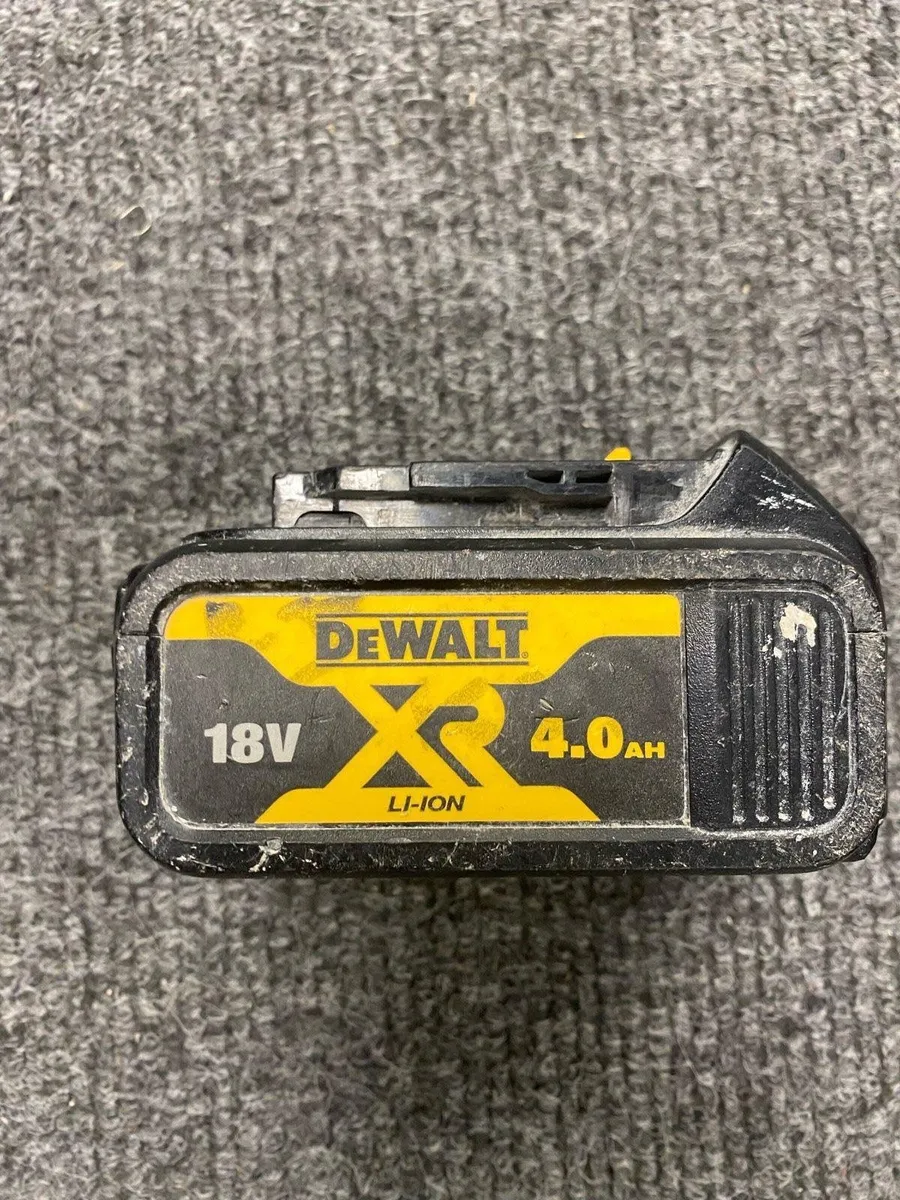 DEWALT
XR
18V
4.0AH
LI-ION